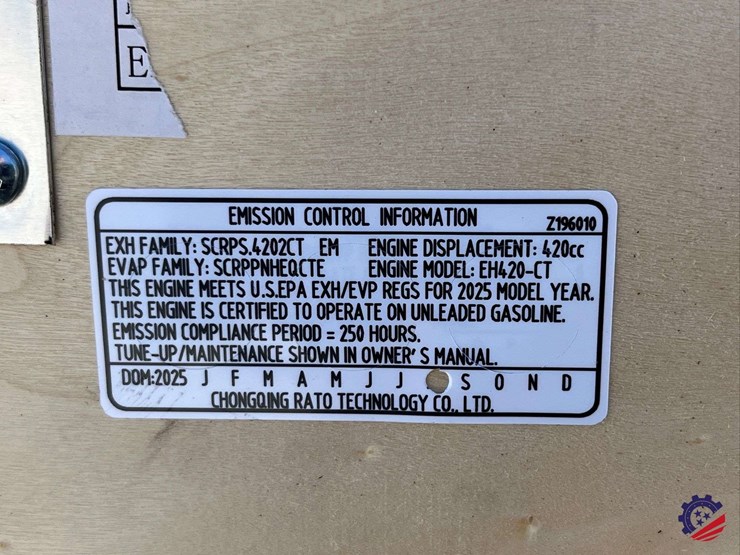 E
EMISSION CONTROL INFORMATION Z196010
EXH FAMILY: SCRPS.4202CT EM ENGINE DISPLACEMENT: 420cc
EVAP FAMILY: SCRPPNHEQCTE ENGINE MODEL: EH420-CT
THIS ENGINE MEETS U.S.EPA EXH/EVP REGS FOR 2025 MODEL YEAR.
THIS ENGINE IS CERTIFIED TO OPERATE ON UNLEADED GASOLINE.
EMISSION COMPLIANCE PERIOD = 250 HOURS.
TUNE-UP/MAINTENANCE SHOWN IN OWNER' S MANUAL.
DOM:2025 J F M A M J J S O N D
CHONGQING RATO TECHNOLOGY CO., LTD.